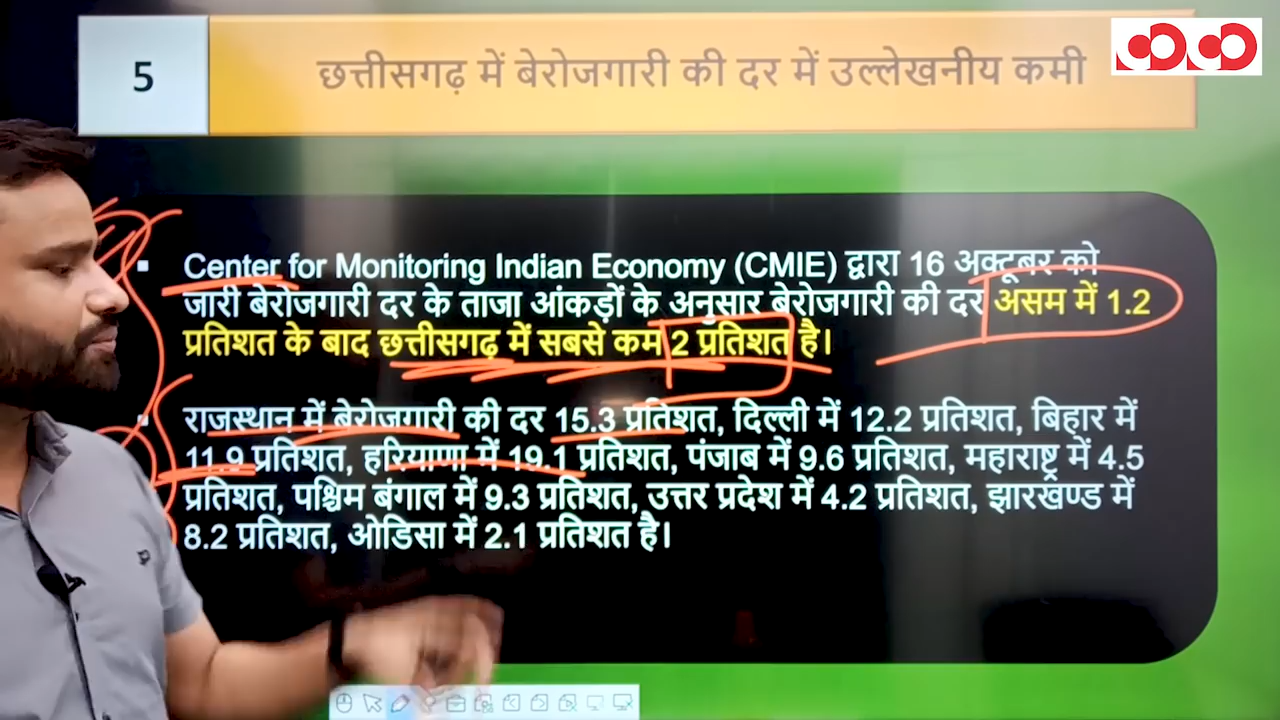 5
छत्तीसगढ़ में बेरोजगारी की दर में उल्लेखनीय कमी
Center for Monitoring Indian Economy (CMIE) द्वारा 16 अक्टूबर को
जारी बेरोजगारी दर के ताजा आंकड़ों के अनुसार बेरोजगारी की दर असम में 1.2
प्रतिशत के बाद छत्तीसगढ़ में सबसे कम 2 प्रतिशत है।
राजस्थान में बेरोजगारी की दर 15.3 प्रतिशत, दिल्ली में 12.2 प्रतिशत, बिहार में
11.9 प्रतिशत, हरियाणा में 19.1 प्रतिशत, पंजाब में 9.6 प्रतिशत, महाराष्ट्र में 4.5
प्रतिशत, पश्चिम बंगाल में 9.3 प्रतिशत, उत्तर प्रदेश में 4.2 प्रतिशत, झारखण्ड में
8.2 प्रतिशत, ओडिसा में 2.1 प्रतिशत है।